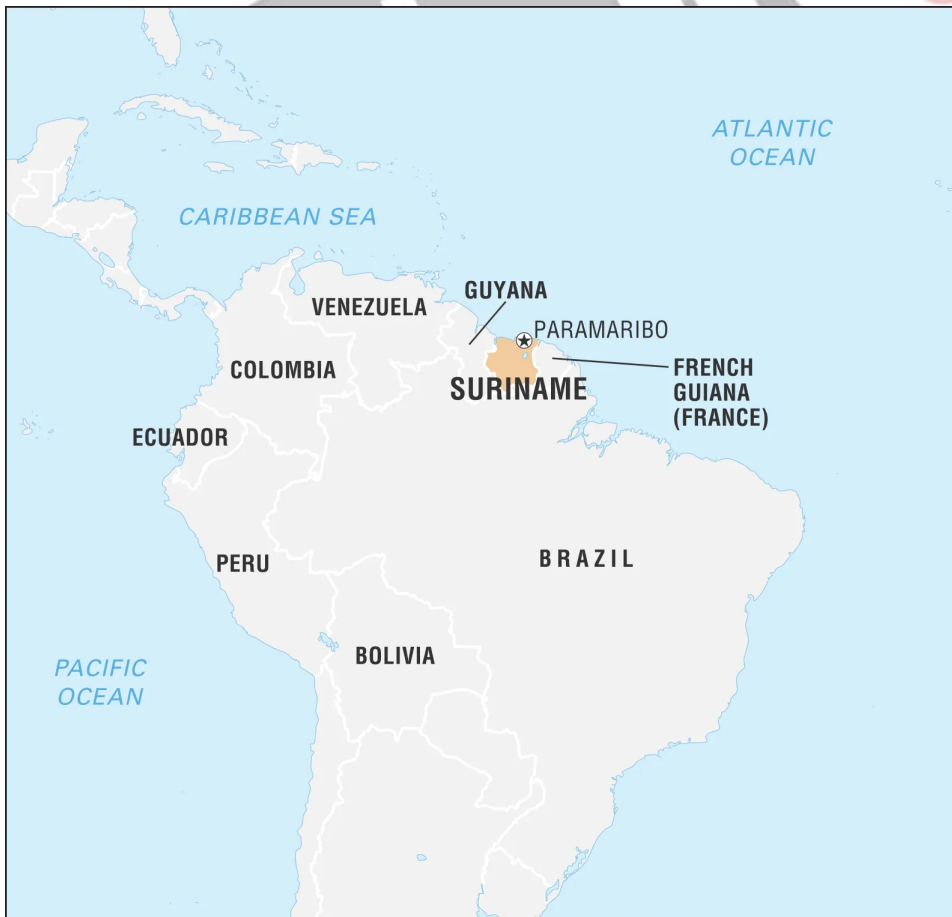 ATLANTIC
OCEAN
CARIBBEAN SEA
GUYANA
VENEZUELA
PARAMARIBO
COLOMBIA
FRENCH
GUIANA
(FRANCE)
SURINAME
ECUADOR
BRAZIL
PERU
BOLIVIA
PACIFIC
OCEAN